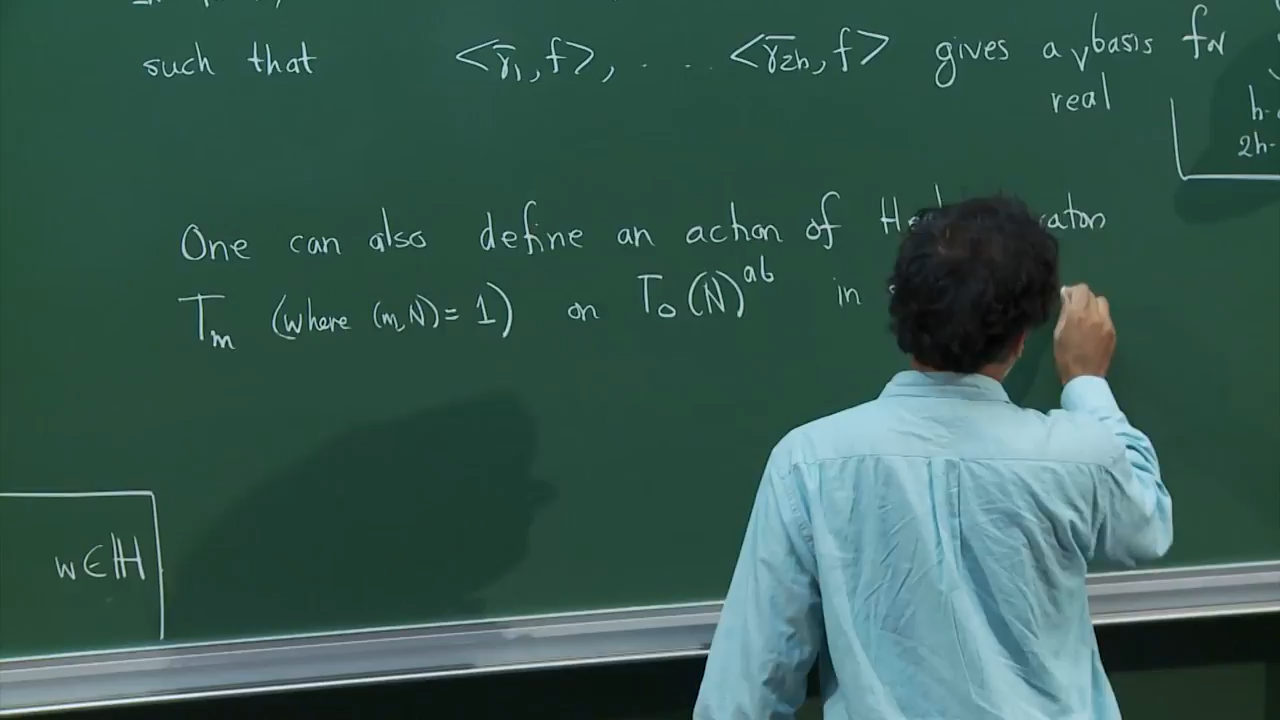 such that <γ̄₁, f>, . . . . <γ̄₂ₕ, f> gives a basis for
real
h-
2h-
One can also define an action of
Tₘ (where (m,N)= 1) on Γ₀(N)ᵃᵇ in
w∈ℍ